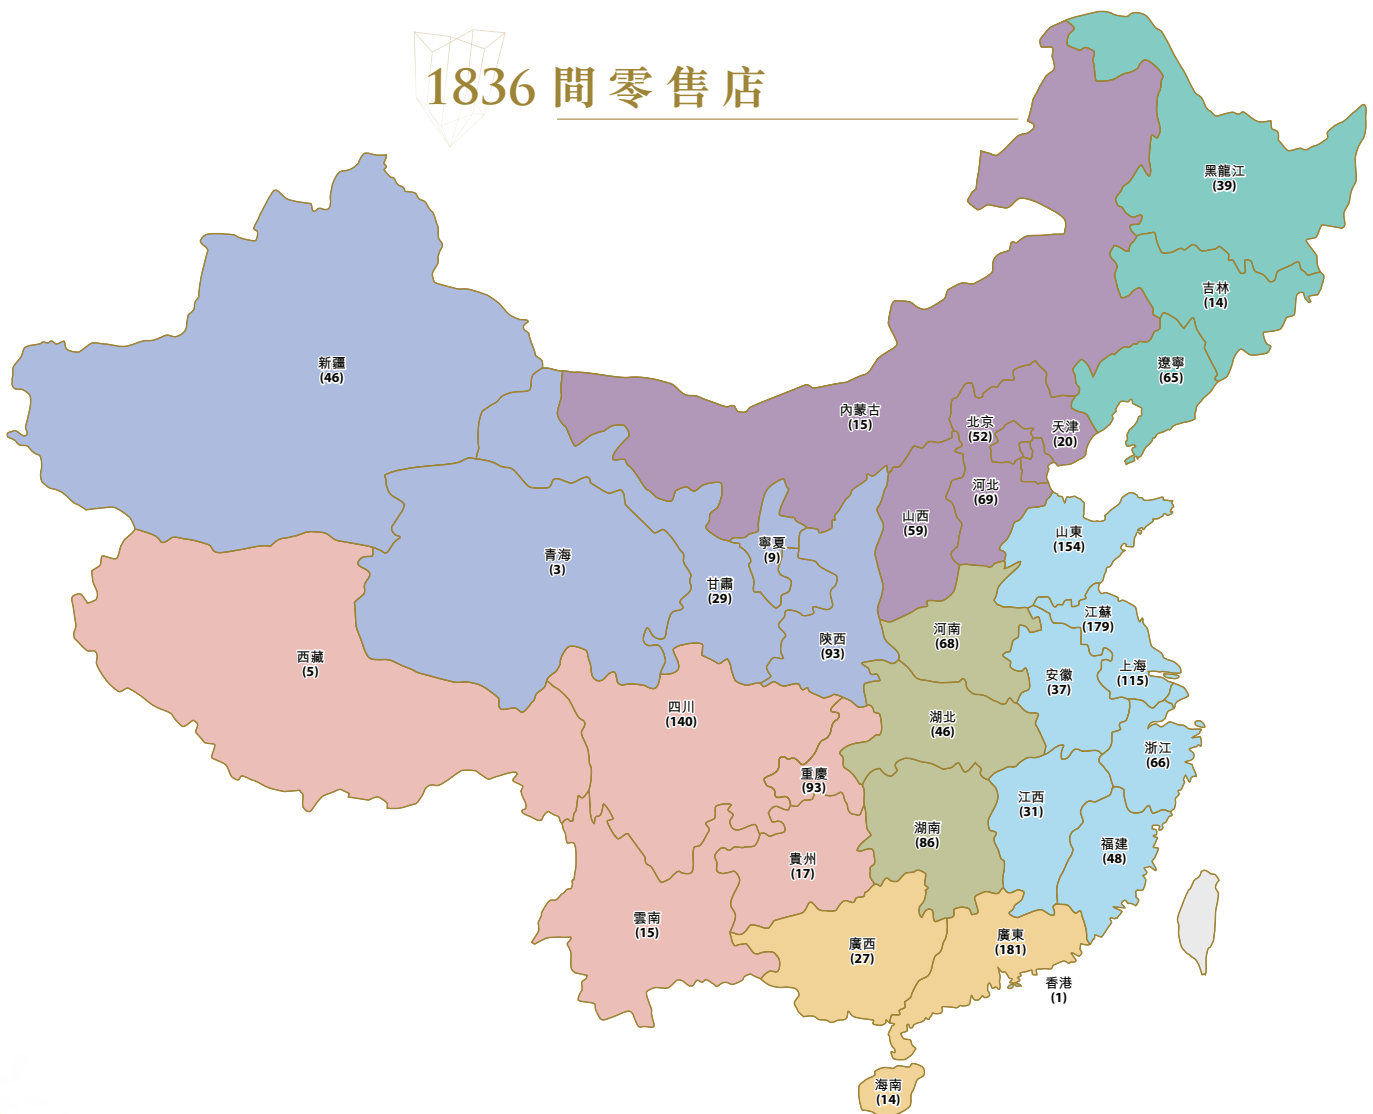 1836 間零售店
黑龍江
(39)
吉林
(14)
遼寧
(65)
新疆
(46)
內蒙古
(15)
北京
(52)
天津
(20)
河北
(69)
山西
(59)
山東
(154)
寧夏
(9)
青海
(3)
甘肅
(29)
江蘇
(179)
河南
(68)
陝西
(93)
西藏
(5)
上海
(115)
安徽
(37)
四川
(140)
湖北
(46)
浙江
(66)
重慶
(93)
江西
(31)
湖南
(86)
福建
(48)
貴州
(17)
雲南
(15)
廣東
(181)
廣西
(27)
香港
(1)
海南
(14)